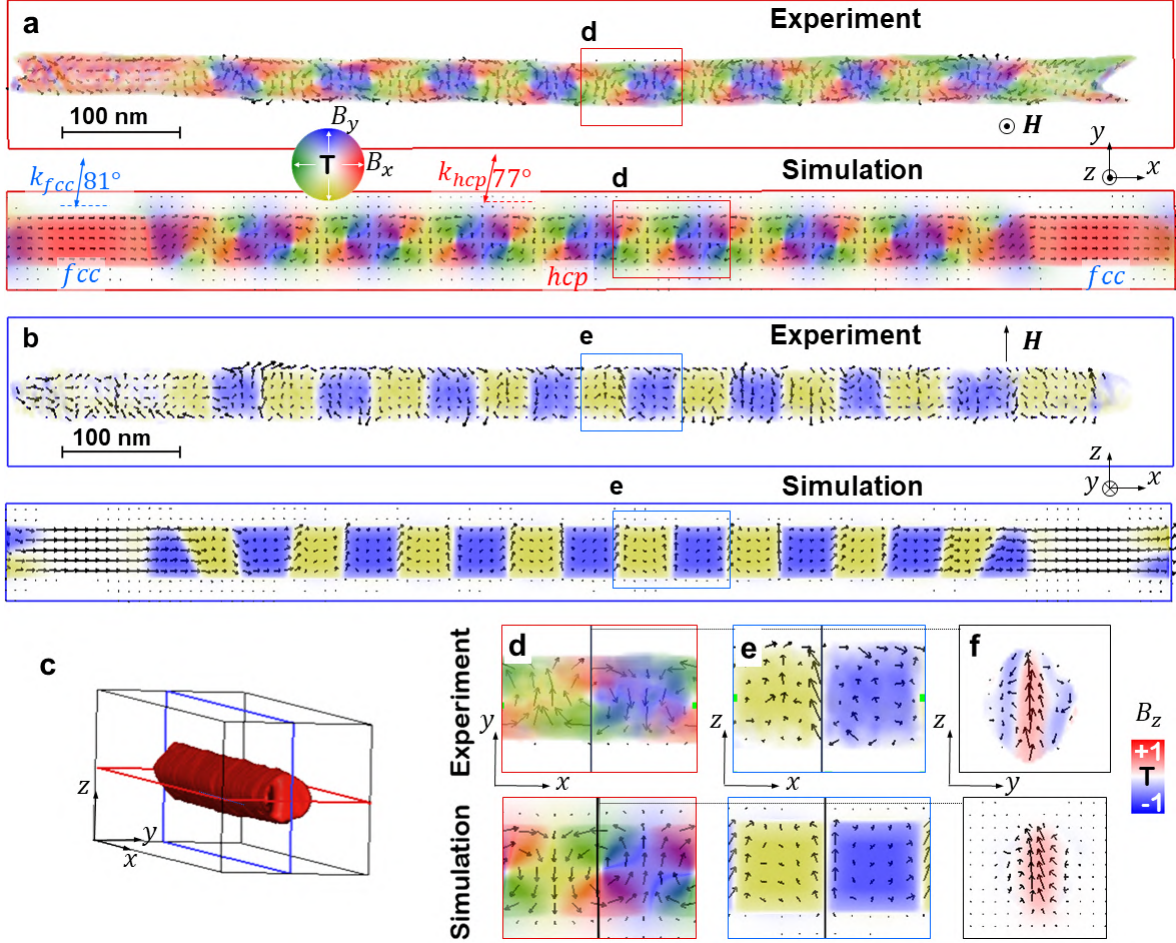 a
d
Experiment
100 nm
B_y
T
B_x
H
y
z
x
k_fcc 81°
k_hcp 77°
d
Simulation
fcc
hcp
fcc
b
e
Experiment
H
100 nm
z
y
x
e
Simulation
c
z
y
x
Experiment
d
y
x
e
z
x
f
z
y
B_z
+1
T
-1
Simulation